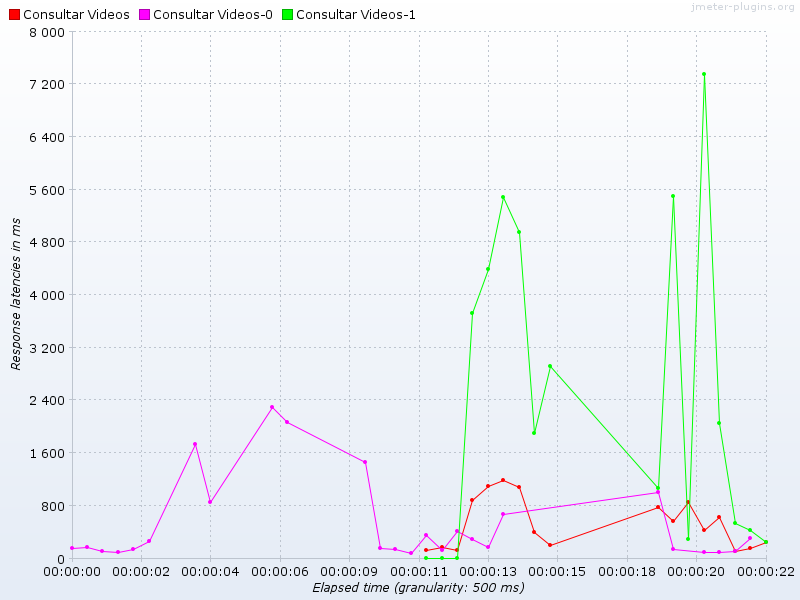 Consultar Videos Consultar Videos-0 Consultar Videos-1
jmeter-plugins.org
8 000
7 200
6 400
5 600
4 800
4 000
3 200
2 400
1 600
800
0
Response latencies in ms
00:00:00 00:00:02 00:00:04 00:00:06 00:00:09 00:00:11 00:00:13 00:00:15 00:00:18 00:00:20 00:00:22
Elapsed time (granularity: 500 ms)